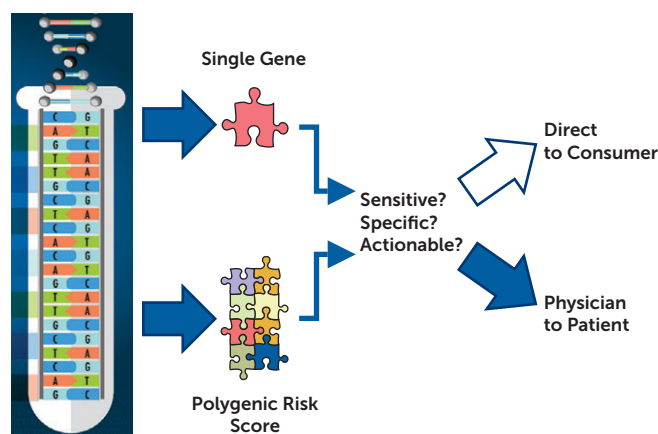 Single Gene
Direct
to Consumer
Sensitive?
Specific?
Actionable?
Physician
to Patient
Polygenic Risk
Score
C G
A T
G C
T A
T A
G C
C G
T A
C G
A T
C G
A T
G C
T A
T A
G C
C G
T A
C G
A T
G C